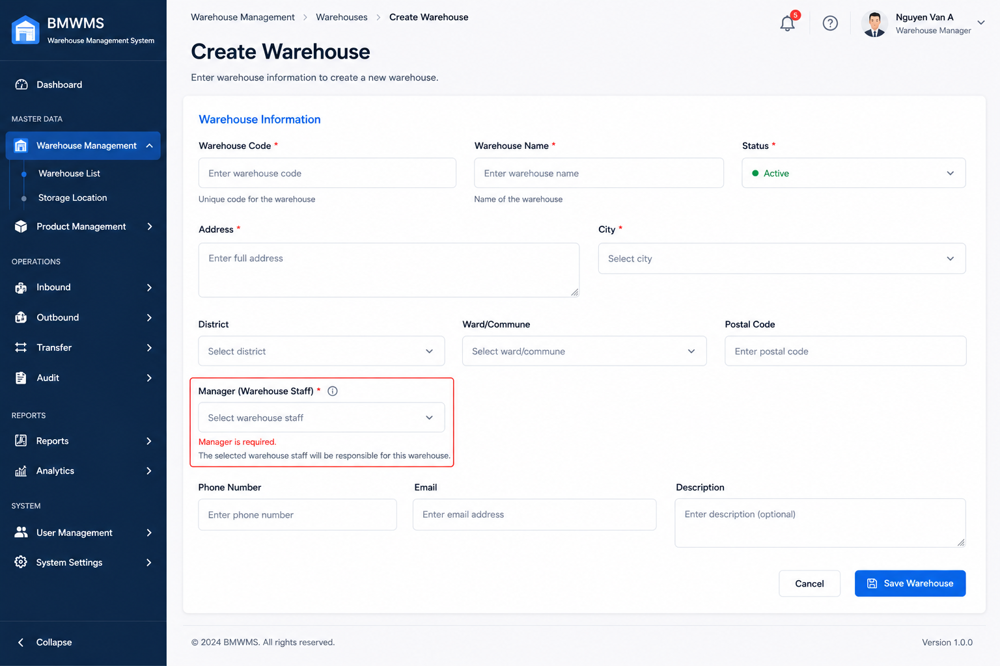 BMWMS
Warehouse Management System
Dashboard
MASTER DATA
Warehouse Management
Warehouse List
Storage Location
Product Management
OPERATIONS
Inbound
Outbound
Transfer
Audit
REPORTS
Reports
Analytics
SYSTEM
User Management
System Settings
Collapse
Warehouse Management > Warehouses > Create Warehouse
5
?
Nguyen Van A
Warehouse Manager
Create Warehouse
Enter warehouse information to create a new warehouse.
Warehouse Information
Warehouse Code * Warehouse Name * Status *
Enter warehouse code Enter warehouse name Active
Unique code for the warehouse Name of the warehouse
Address * City *
Enter full address Select city
District Ward/Commune Postal Code
Select district Select ward/commune Enter postal code
Manager (Warehouse Staff) *
Select warehouse staff
Manager is required.
The selected warehouse staff will be responsible for this warehouse.
Phone Number Email Description
Enter phone number Enter email address Enter description (optional)
Cancel Save Warehouse
© 2024 BMWMS. All rights reserved. Version 1.0.0